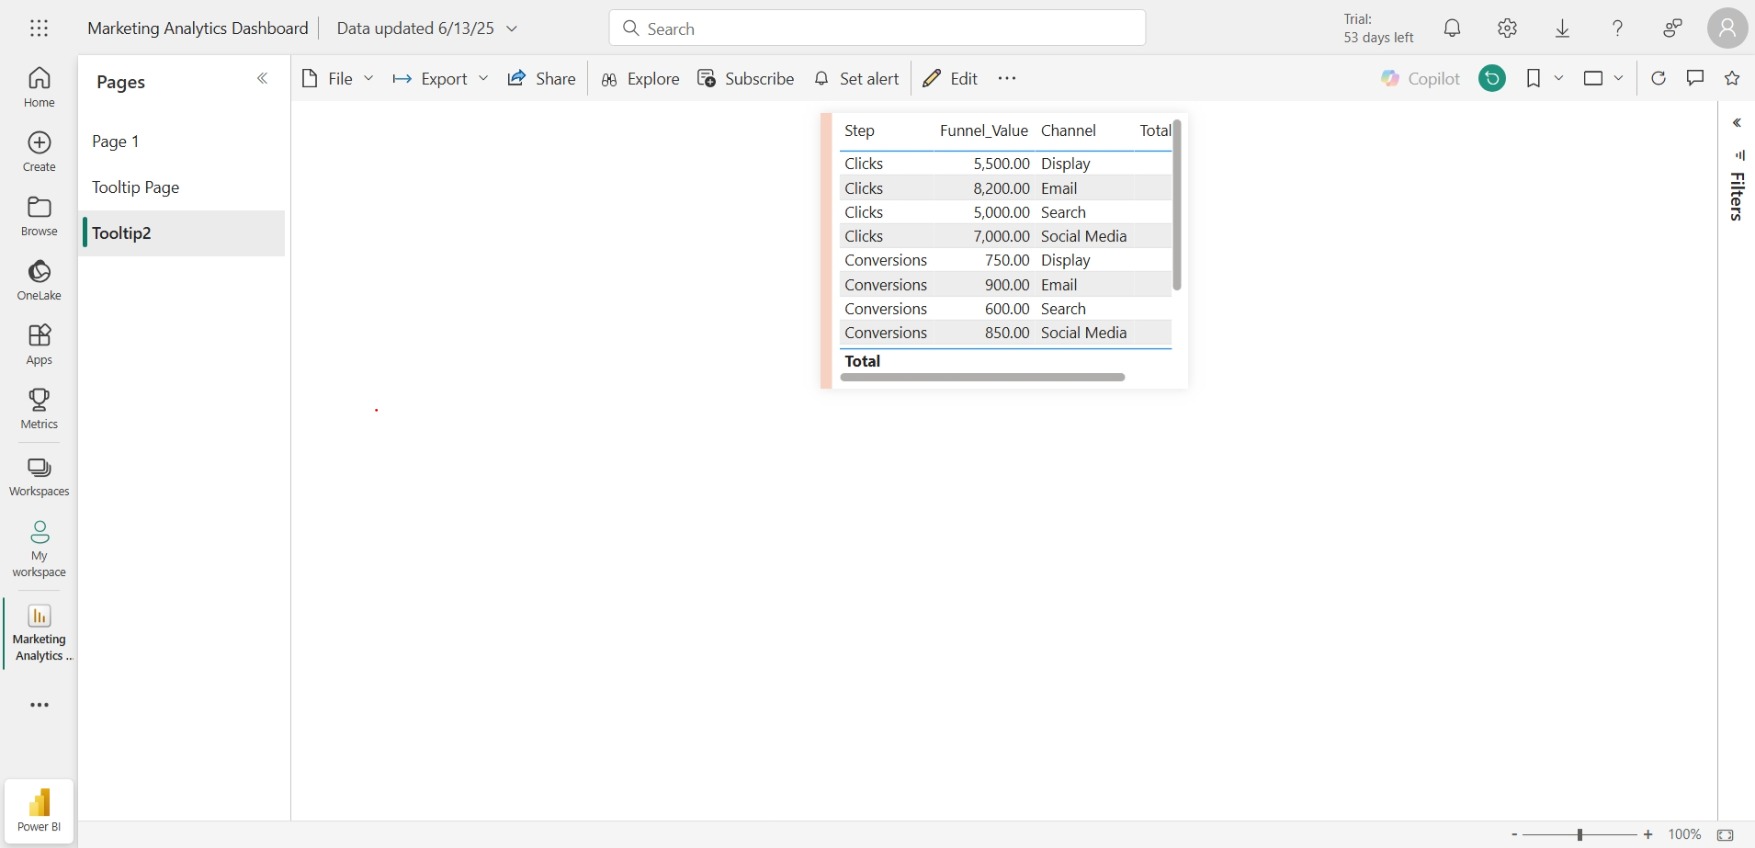 Marketing Analytics Dashboard
Data updated 6/13/25
Search
Trial:
53 days left
Home
Create
Browse
OneLake
Apps
Metrics
Workspaces
My
workspace
Marketing
Analytics ...
Power BI
Pages
Page 1
Tooltip Page
Tooltip2
File Export Share Explore Subscribe Set alert Edit Copilot
Step Funnel_Value Channel Total
Clicks 5,500.00 Display
Clicks 8,200.00 Email
Clicks 5,000.00 Search
Clicks 7,000.00 Social Media
Conversions 750.00 Display
Conversions 900.00 Email
Conversions 600.00 Search
Conversions 850.00 Social Media
Total
Filters
- + 100%